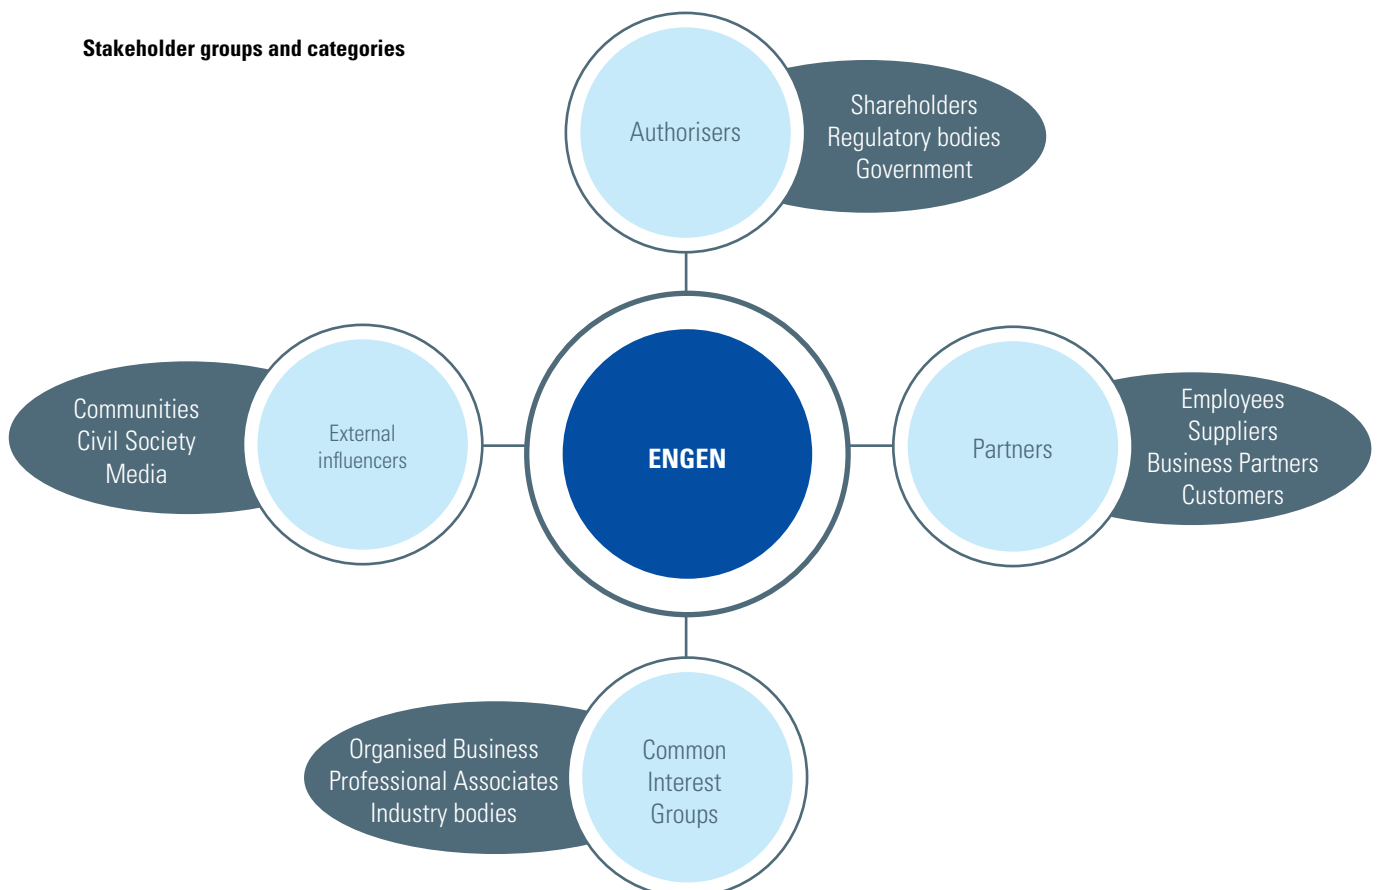 Stakeholder groups and categories
Authorisers
Shareholders
Regulatory bodies
Government
Communities
Civil Society
Media
External
influencers
ENGEN
Partners
Employees
Suppliers
Business Partners
Customers
Organised Business
Professional Associates
Industry bodies
Common
Interest
Groups